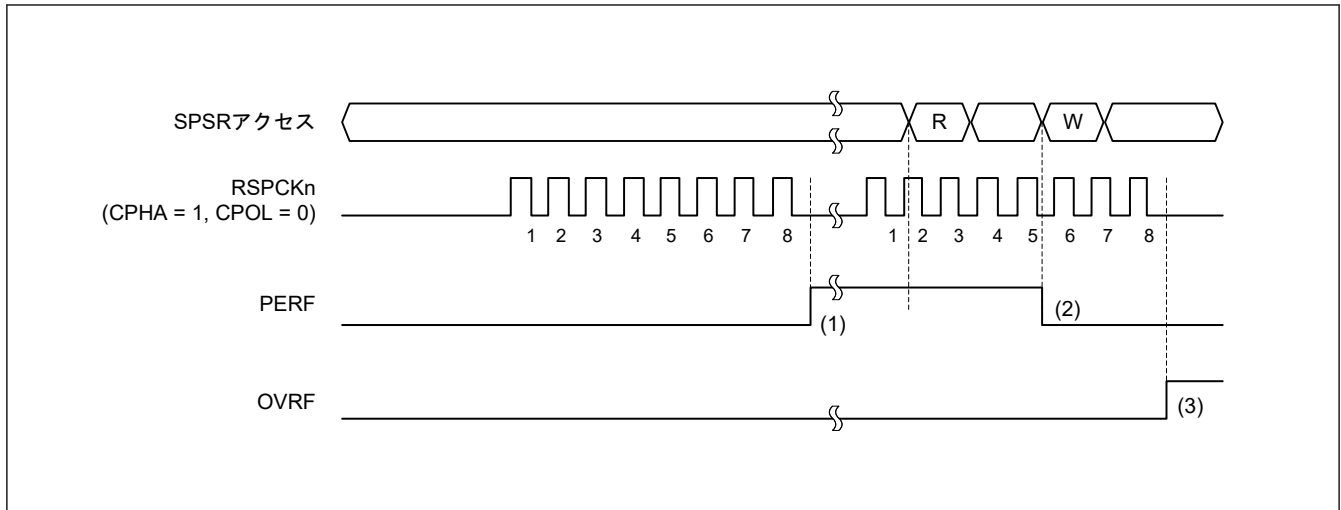 SPSRアクセス
R
W
RSPCKn
(CPHA = 1, CPOL = 0)
1 2 3 4 5 6 7 8 1 2 3 4 5 6 7 8
PERF
(1)
(2)
OVRF
(3)